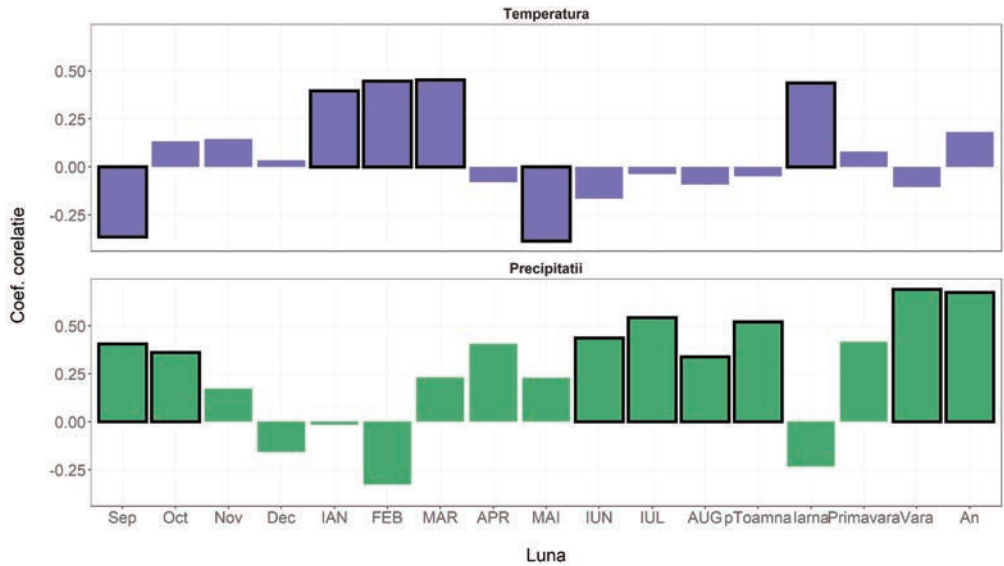 Temperatura
0.50
0.25
0.00
-0.25
Coef. corelatie
Precipitatii
0.50
0.25
0.00
-0.25
Sep Oct Nov Dec IAN FEB MAR APR MAI IUN IUL AUG pToamna Iarna Primavara Vara An
Luna